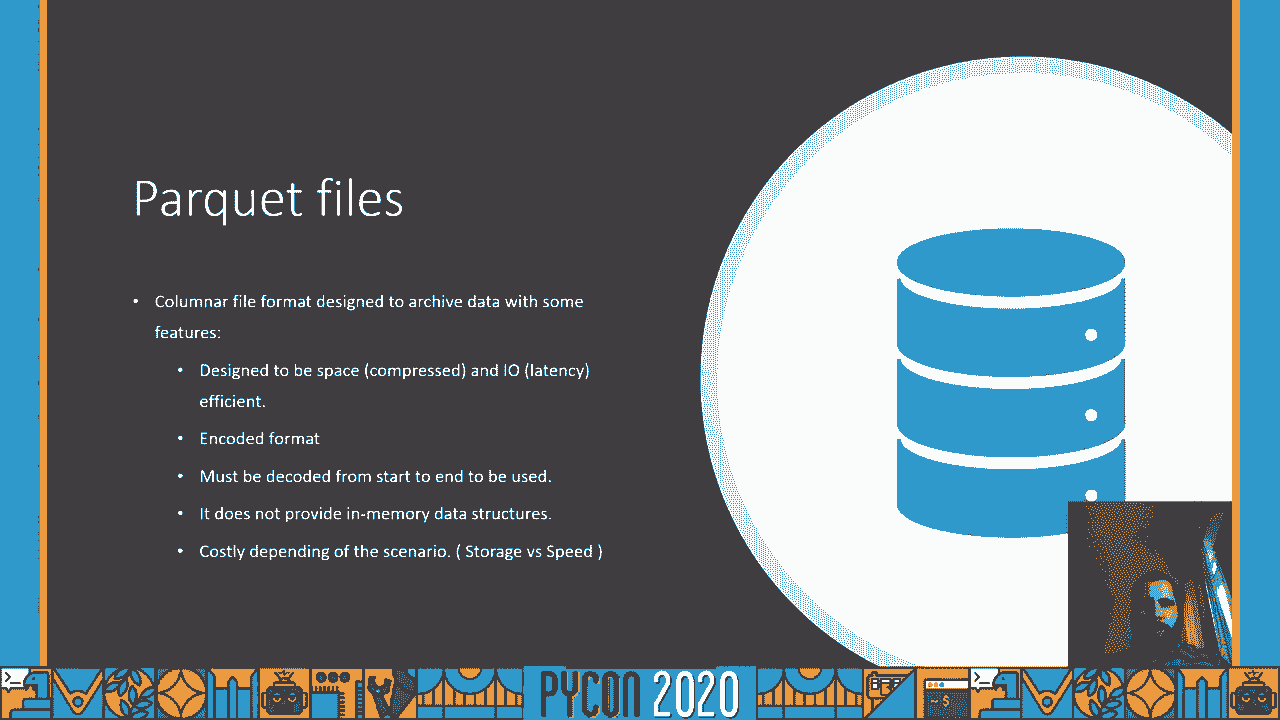 Parquet files
• Columnar file format designed to archive data with some
features:
• Designed to be space (compressed) and IO (latency)
efficient.
• Encoded format
• Must be decoded from start to end to be used.
• It does not provide in-memory data structures.
• Costly depending of the scenario. ( Storage vs Speed )
PYCON 2020